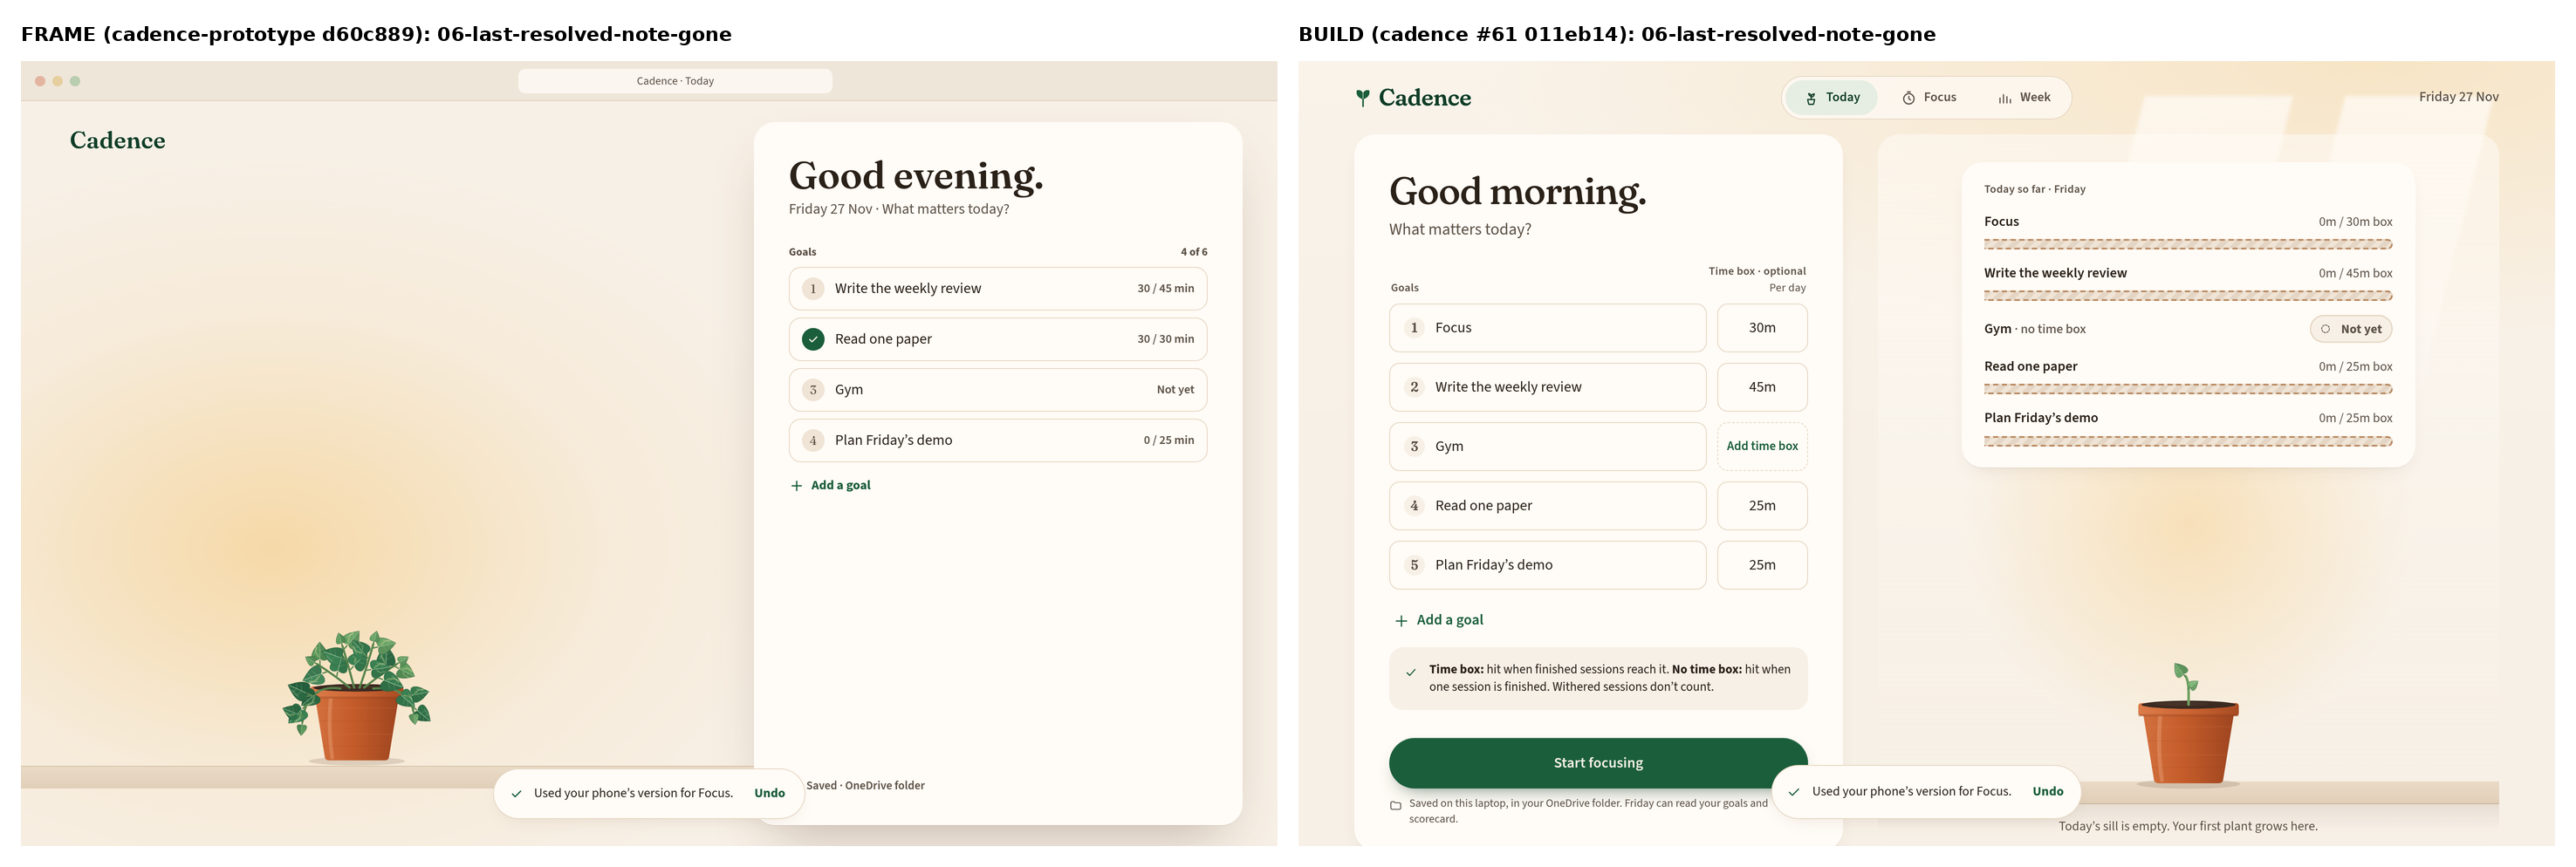 FRAME (cadence-prototype d60c889): 06-last-resolved-note-gone
Cadence · Today
Cadence
Good evening.
Friday 27 Nov · What matters today?
Goals 4 of 6
1 Write the weekly review 30 / 45 min
Read one paper 30 / 30 min
3 Gym Not yet
4 Plan Friday’s demo 0 / 25 min
+ Add a goal
Saved · OneDrive folder
Used your phone’s version for Focus. Undo
BUILD (cadence #61 011eb14): 06-last-resolved-note-gone
Cadence
Today Focus Week
Friday 27 Nov
Good morning.
What matters today?
Time box · optional
Goals Per day
1 Focus 30m
2 Write the weekly review 45m
3 Gym Add time box
4 Read one paper 25m
5 Plan Friday’s demo 25m
+ Add a goal
Time box: hit when finished sessions reach it. No time box: hit when
one session is finished. Withered sessions don’t count.
Start focusing
Saved on this laptop, in your OneDrive folder. Friday can read your goals and
scorecard.
Today so far · Friday
Focus 0m / 30m box
Write the weekly review 0m / 45m box
Gym · no time box Not yet
Read one paper 0m / 25m box
Plan Friday’s demo 0m / 25m box
Used your phone’s version for Focus. Undo
Today’s sill is empty. Your first plant grows here.